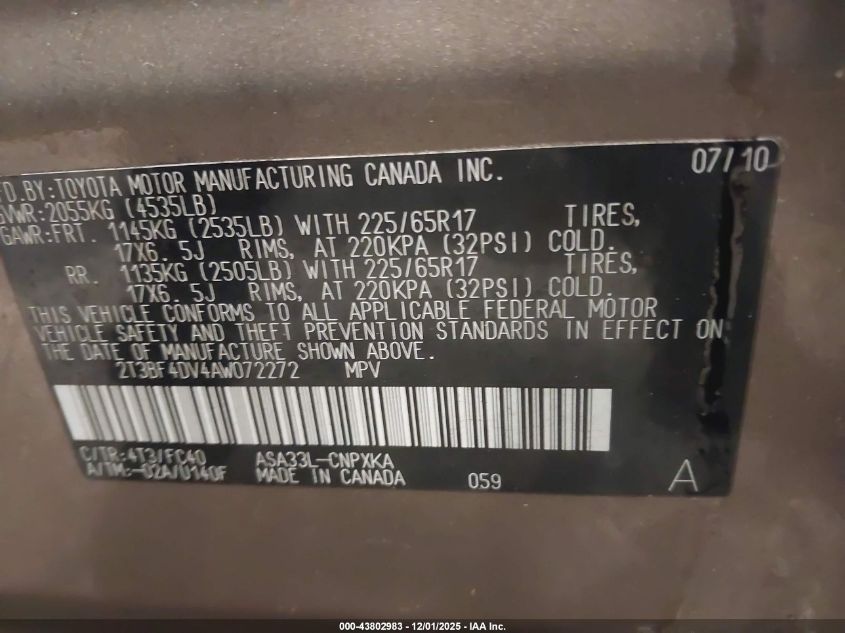 FD.BY:TOYOTA MOTOR MANUFACTURING CANADA INC. 07/10
GVWR:2055KG (4535LB)
GAWR:FRT. 1145KG (2535LB) WITH 225/65R17 TIRES,
17X6. 5J RIMS, AT 220KPA (32PSI) COLD.
RR. 1135KG (2505LB) WITH 225/65R17 TIRES,
17X6. 5J RIMS, AT 220KPA (32PSI) COLD.
THIS VEHICLE CONFORMS TO ALL APPLICABLE FEDERAL MOTOR
VEHICLE SAFETY AND THEFT PREVENTION STANDARDS IN EFFECT ON
THE DATE OF MANUFACTURE SHOWN ABOVE.
2T3BF4DV4AW072272 MPV
C/TR:4T3/FC40 ASA33L-CNPXKA
A/TM:-02A/U140F MADE IN CANADA 059 A
000-43802983 - 12/01/2025 - IAA Inc.